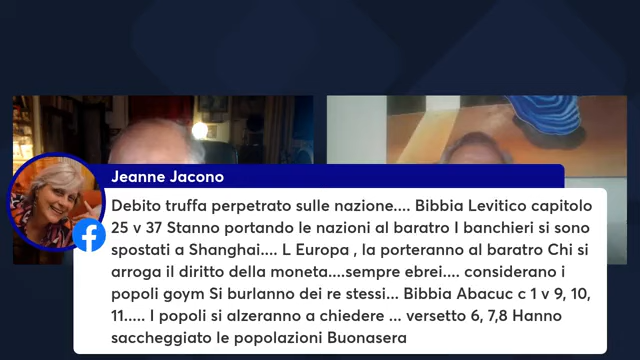 Jeanne Jacono
Debito truffa perpetrato sulle nazione.... Bibbia Levitico capitolo
25 v 37 Stanno portando le nazioni al baratro I banchieri si sono
spostati a Shanghai.... L Europa , la porteranno al baratro Chi si
arroga il diritto della moneta....sempre ebrei.... considerano i
popoli goym Si burlanno dei re stessi... Bibbia Abacuc c 1 v 9, 10,
11..... I popoli si alzeranno a chiedere ... versetto 6, 7,8 Hanno
saccheggiato le popolazioni Buonasera